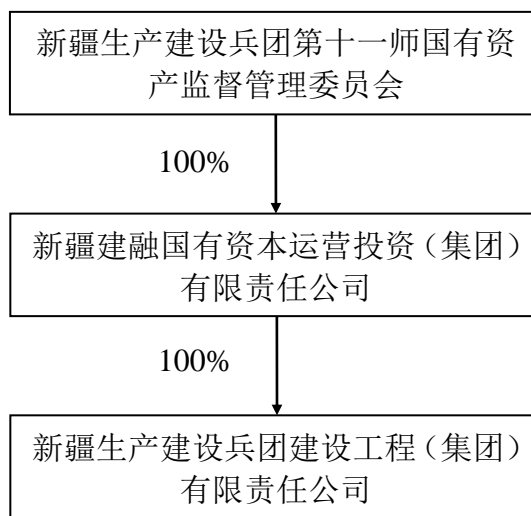 新疆生产建设兵团第十一师国有资
产监督管理委员会
100%
新疆建融国有资本运营投资（集团）
有限责任公司
100%
新疆生产建设兵团建设工程（集团）
有限责任公司